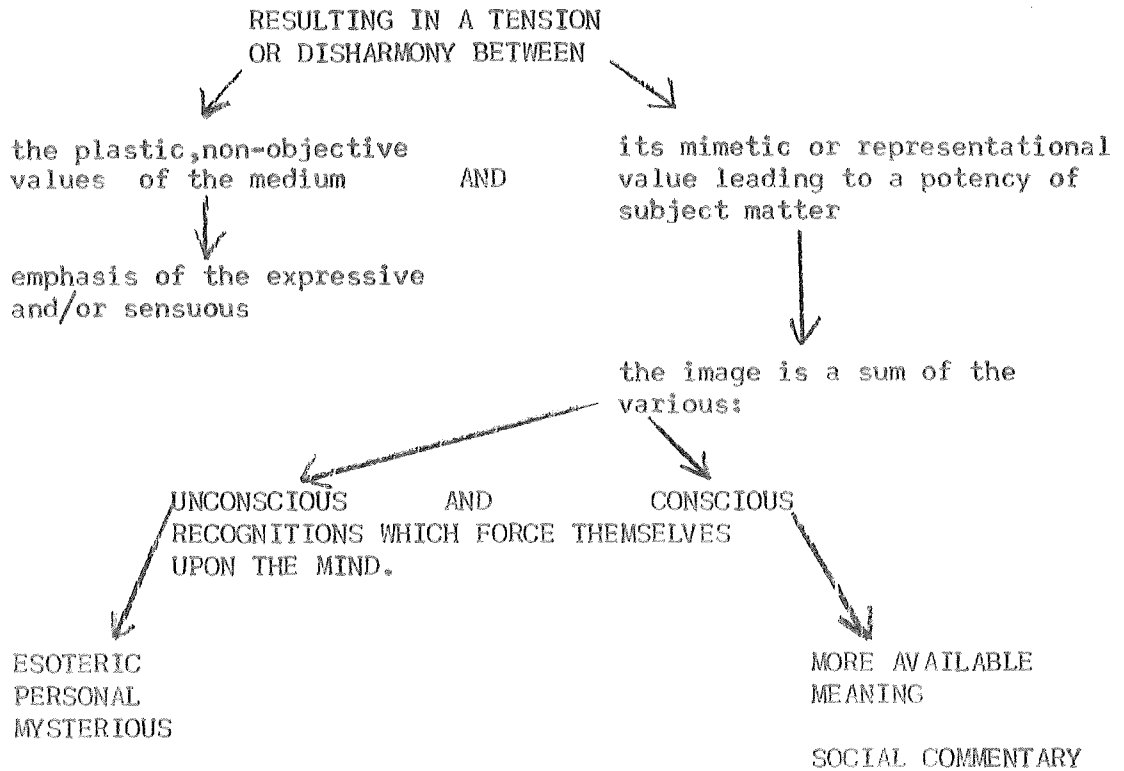 RESULTING IN A TENSION
OR DISHARMONY BETWEEN
the plastic,non-objective
values of the medium
AND
its mimetic or representational
value leading to a potency of
subject matter
emphasis of the expressive
and/or sensuous
the image is a sum of the
various:
UNCONSCIOUS AND CONSCIOUS
RECOGNITIONS WHICH FORCE THEMSELVES
UPON THE MIND.
ESOTERIC
PERSONAL
MYSTERIOUS
MORE AVAILABLE
MEANING
SOCIAL COMMENTARY